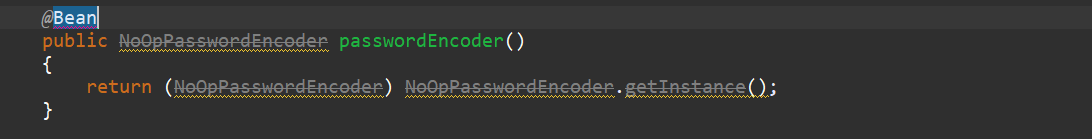 @Bean
public NoOpPasswordEncoder passwordEncoder()
{
return (NoOpPasswordEncoder) NoOpPasswordEncoder.getInstance();
}